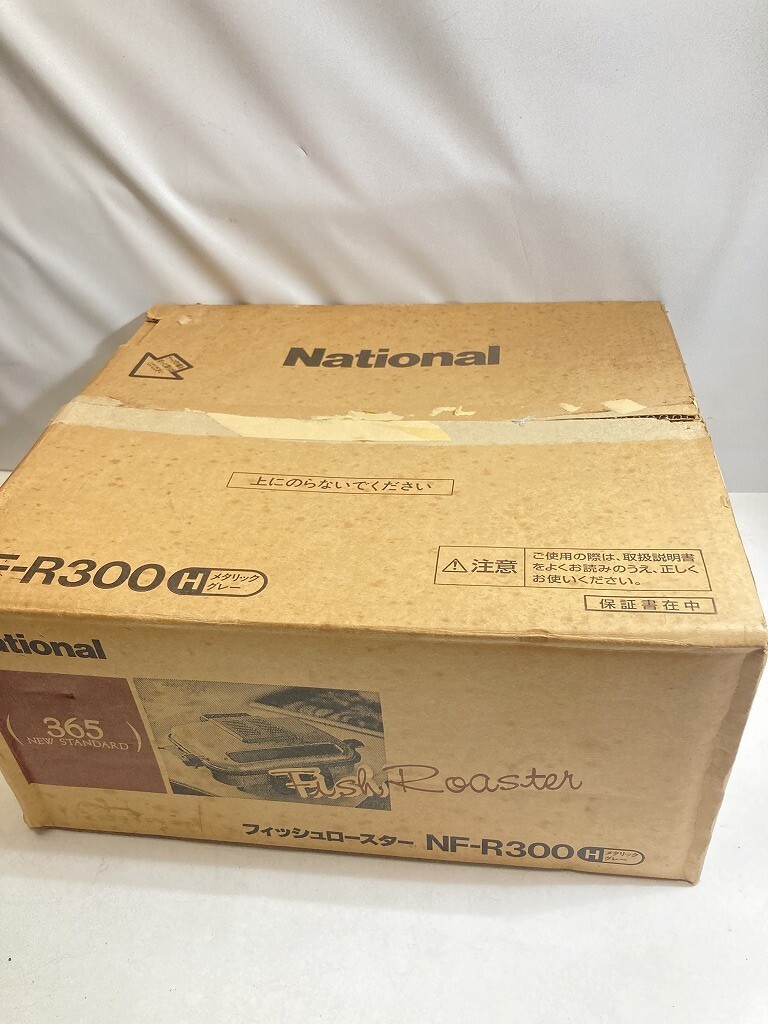 National
上にのらないでください
F-R300 H メタリックグレー
注意
ご使用の際は、取扱説明書
をよくお読みのうえ、正しく
お使いください。
保証書在中
ational
365
NEW STANDARD
Fish Roaster
フィッシュロースター NF-R300 H メタリックグレー